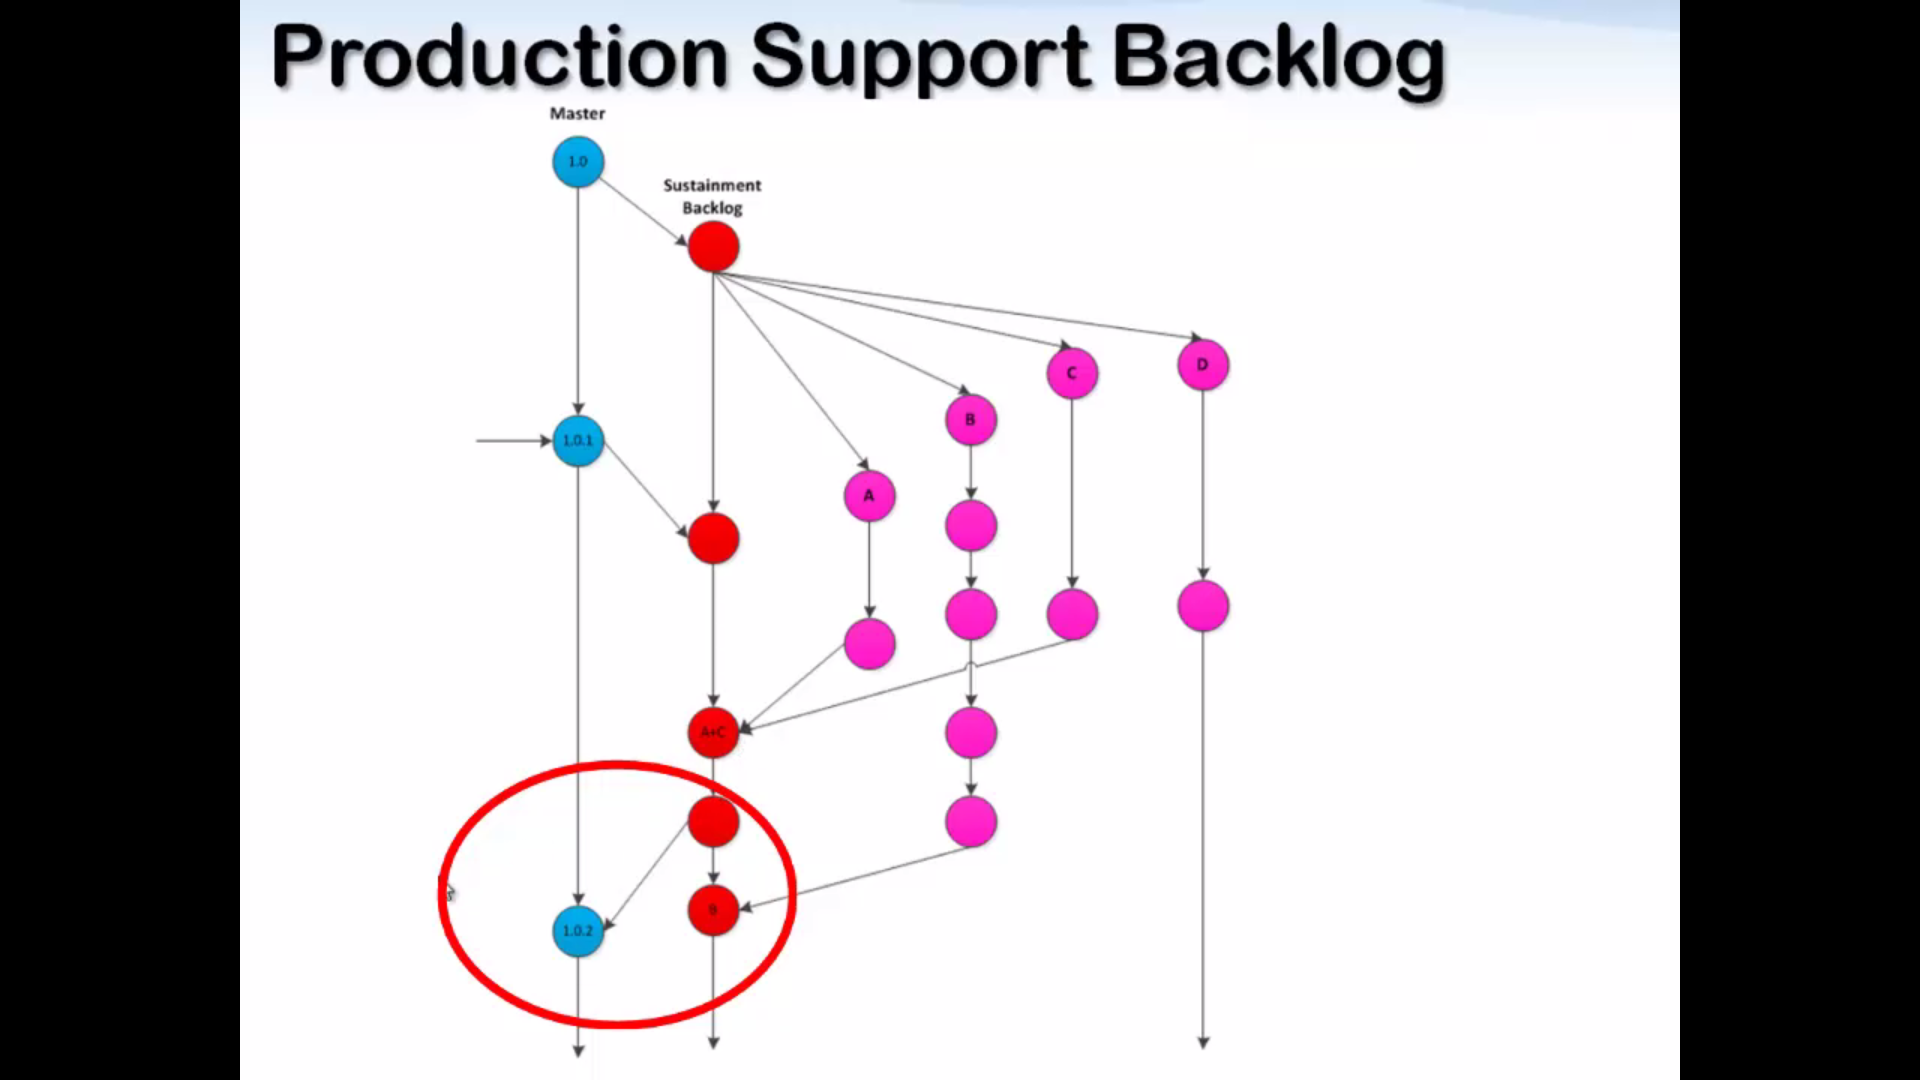 Production Support Backlog
Master
1.0
Sustainment
Backlog
D
C
B
1.0.1
A
A+C
B
1.0.2